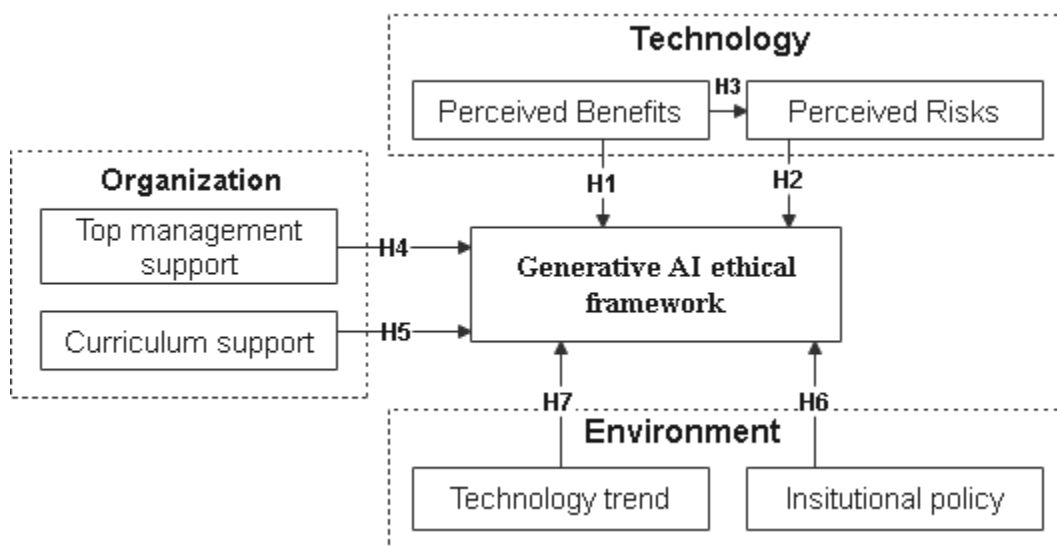 Technology
H3
Perceived Benefits
Perceived Risks
H1
H2
Organization
Top management
support
H4
Curriculum support
H5
Generative AI ethical
framework
H7
H6
Environment
Technology trend
Insitutional policy